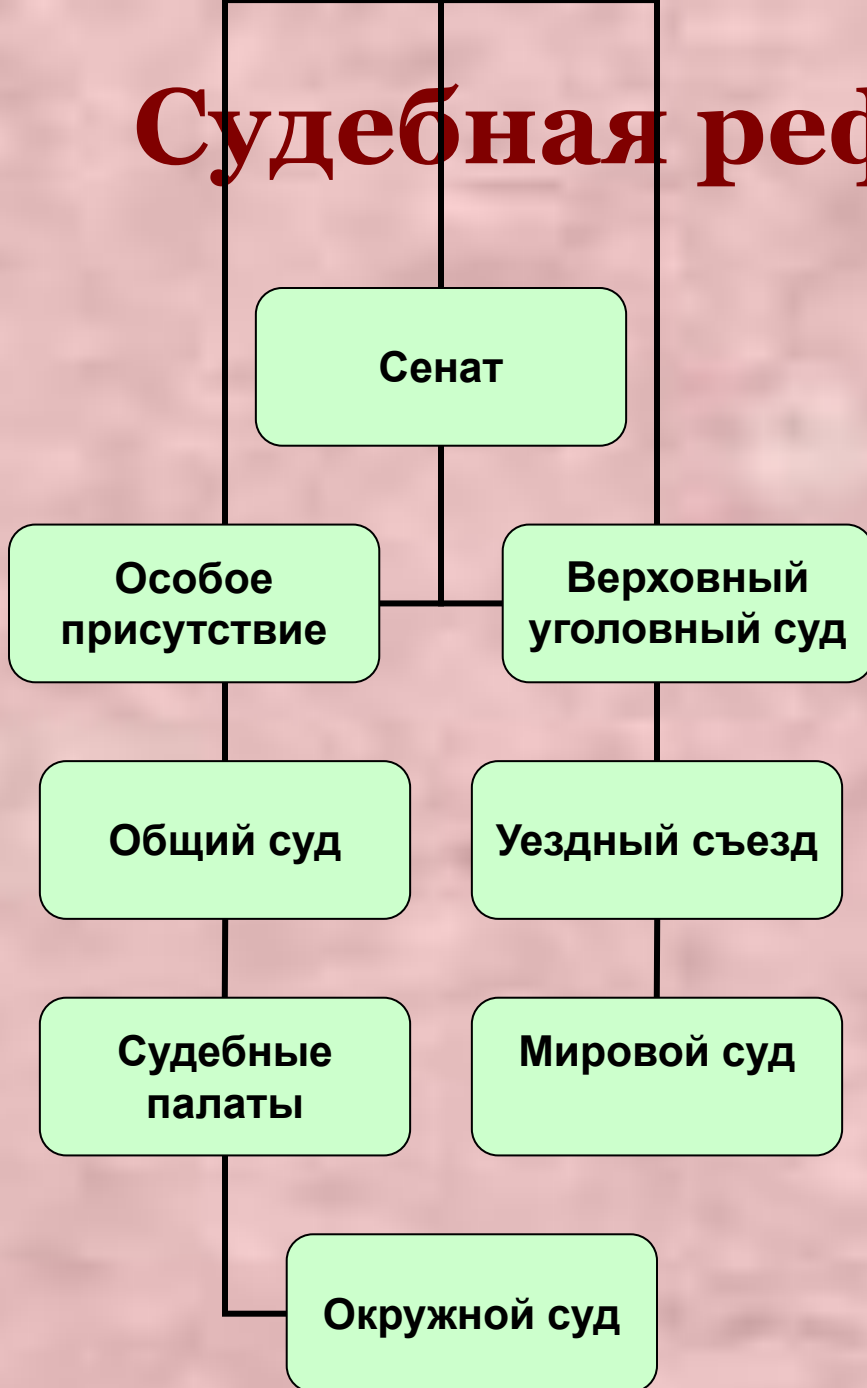 Судебная реф
Сенат
Особое
присутствие
Верховный
уголовный суд
Общий суд
Уездный съезд
Судебные
палаты
Мировой суд
Окружной суд